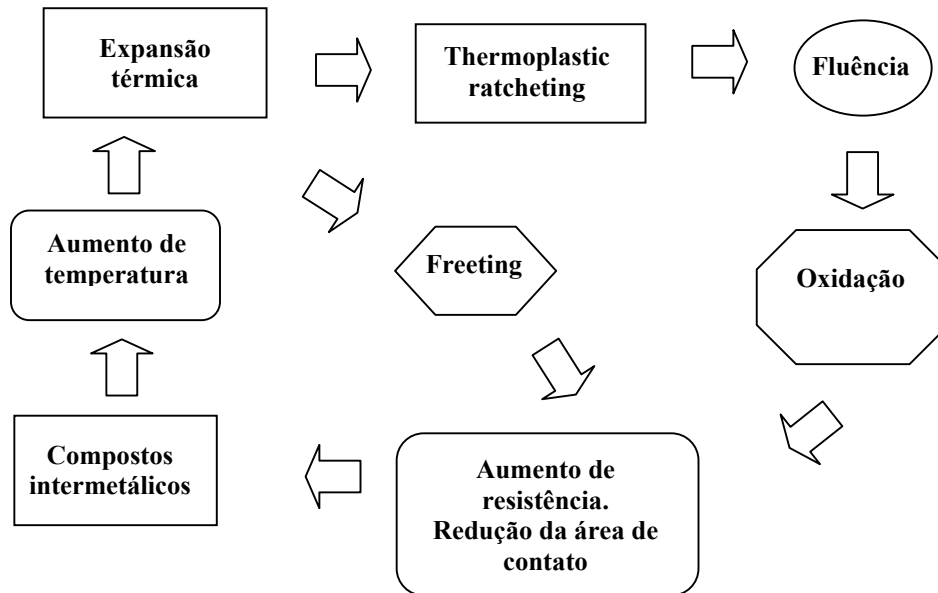 Expansão
térmica
Thermoplastic
ratcheting
Fluência
Aumento de
temperatura
Freeting
Oxidação
Compostos
intermetálicos
Aumento de
resistência.
Redução da área de
contato